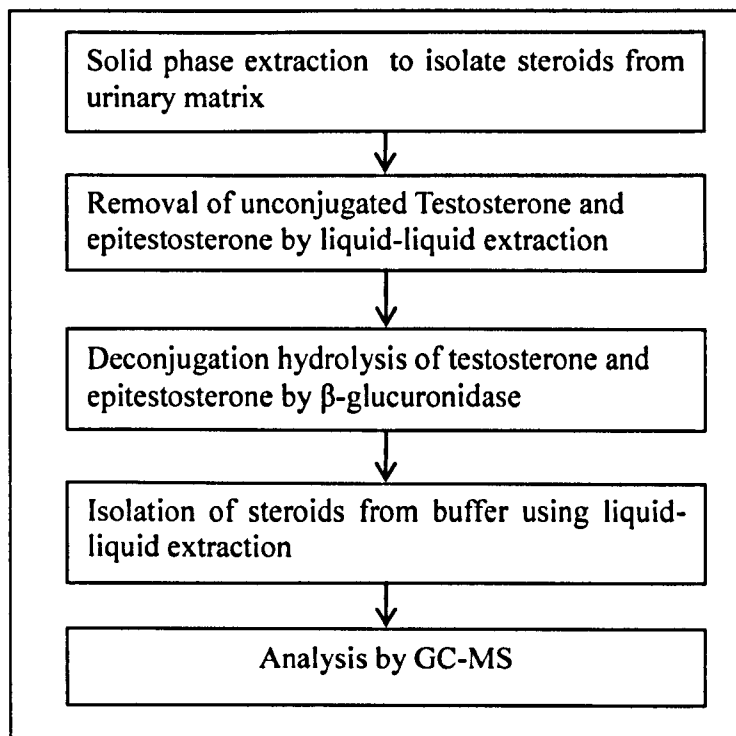 Solid phase extraction to isolate steroids from
urinary matrix
Removal of unconjugated Testosterone and
epitestosterone by liquid-liquid extraction
Deconjugation hydrolysis of testosterone and
epitestosterone by β-glucuronidase
Isolation of steroids from buffer using liquid-
liquid extraction
Analysis by GC-MS